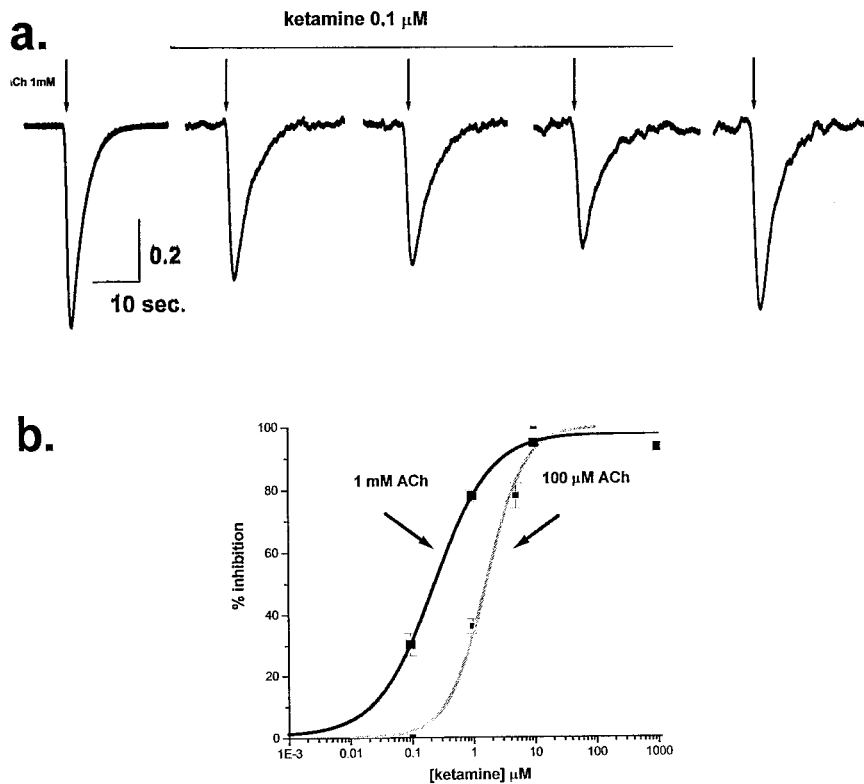 a.
ketamine 0.1 μM
ACh 1mM
0.2
10 sec.
b.
100
80
60
40
20
0
% inhibition
1 mM ACh
100 μM ACh
1E-3 0.01 0.1 1 10 100 1000
[ketamine] μM